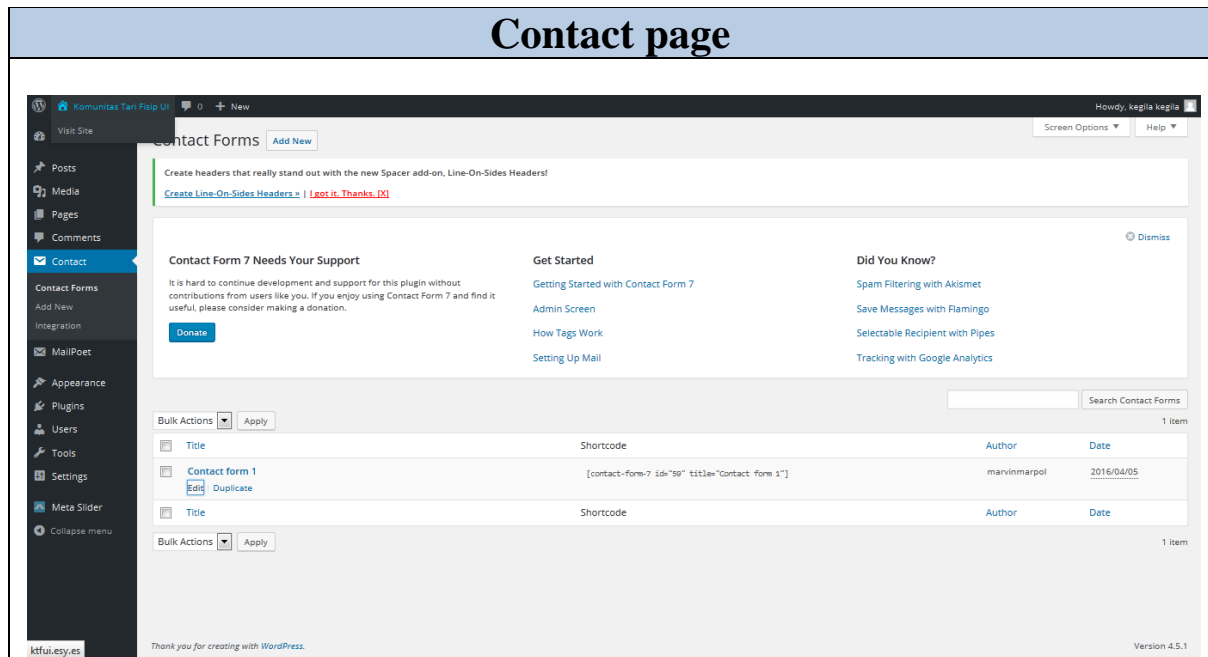 Contact page
Komunitas Tari Fisip UI 0 + New Howdy, kegila kegila
Visit Site
Screen Options ▼ Help ▼
Contact Forms Add New
Posts
Media
Pages
Comments
Contact
Contact Forms
Add New
Integration
MailPoet
Appearance
Plugins
Users
Tools
Settings
Meta Slider
Collapse menu
Create headers that really stand out with the new Spacer add-on, Line-On-Sides Headers!
Create Line-On-Sides Headers » | I got it. Thanks. [X]
Dismiss
Contact Form 7 Needs Your Support
It is hard to continue development and support for this plugin without
contributions from users like you. If you enjoy using Contact Form 7 and find it
useful, please consider making a donation.
Donate
Get Started
Getting Started with Contact Form 7
Admin Screen
How Tags Work
Setting Up Mail
Did You Know?
Spam Filtering with Akismet
Save Messages with Flamingo
Selectable Recipient with Pipes
Tracking with Google Analytics
Search Contact Forms
Bulk Actions Apply 1 item
Title Shortcode Author Date
Contact form 1 [contact-form-7 id="59" title="Contact form 1"] marvinmarpol 2016/04/05
Edit | Duplicate
Title Shortcode Author Date
Bulk Actions Apply 1 item
ktfui.esy.es
Thank you for creating with WordPress. Version 4.5.1